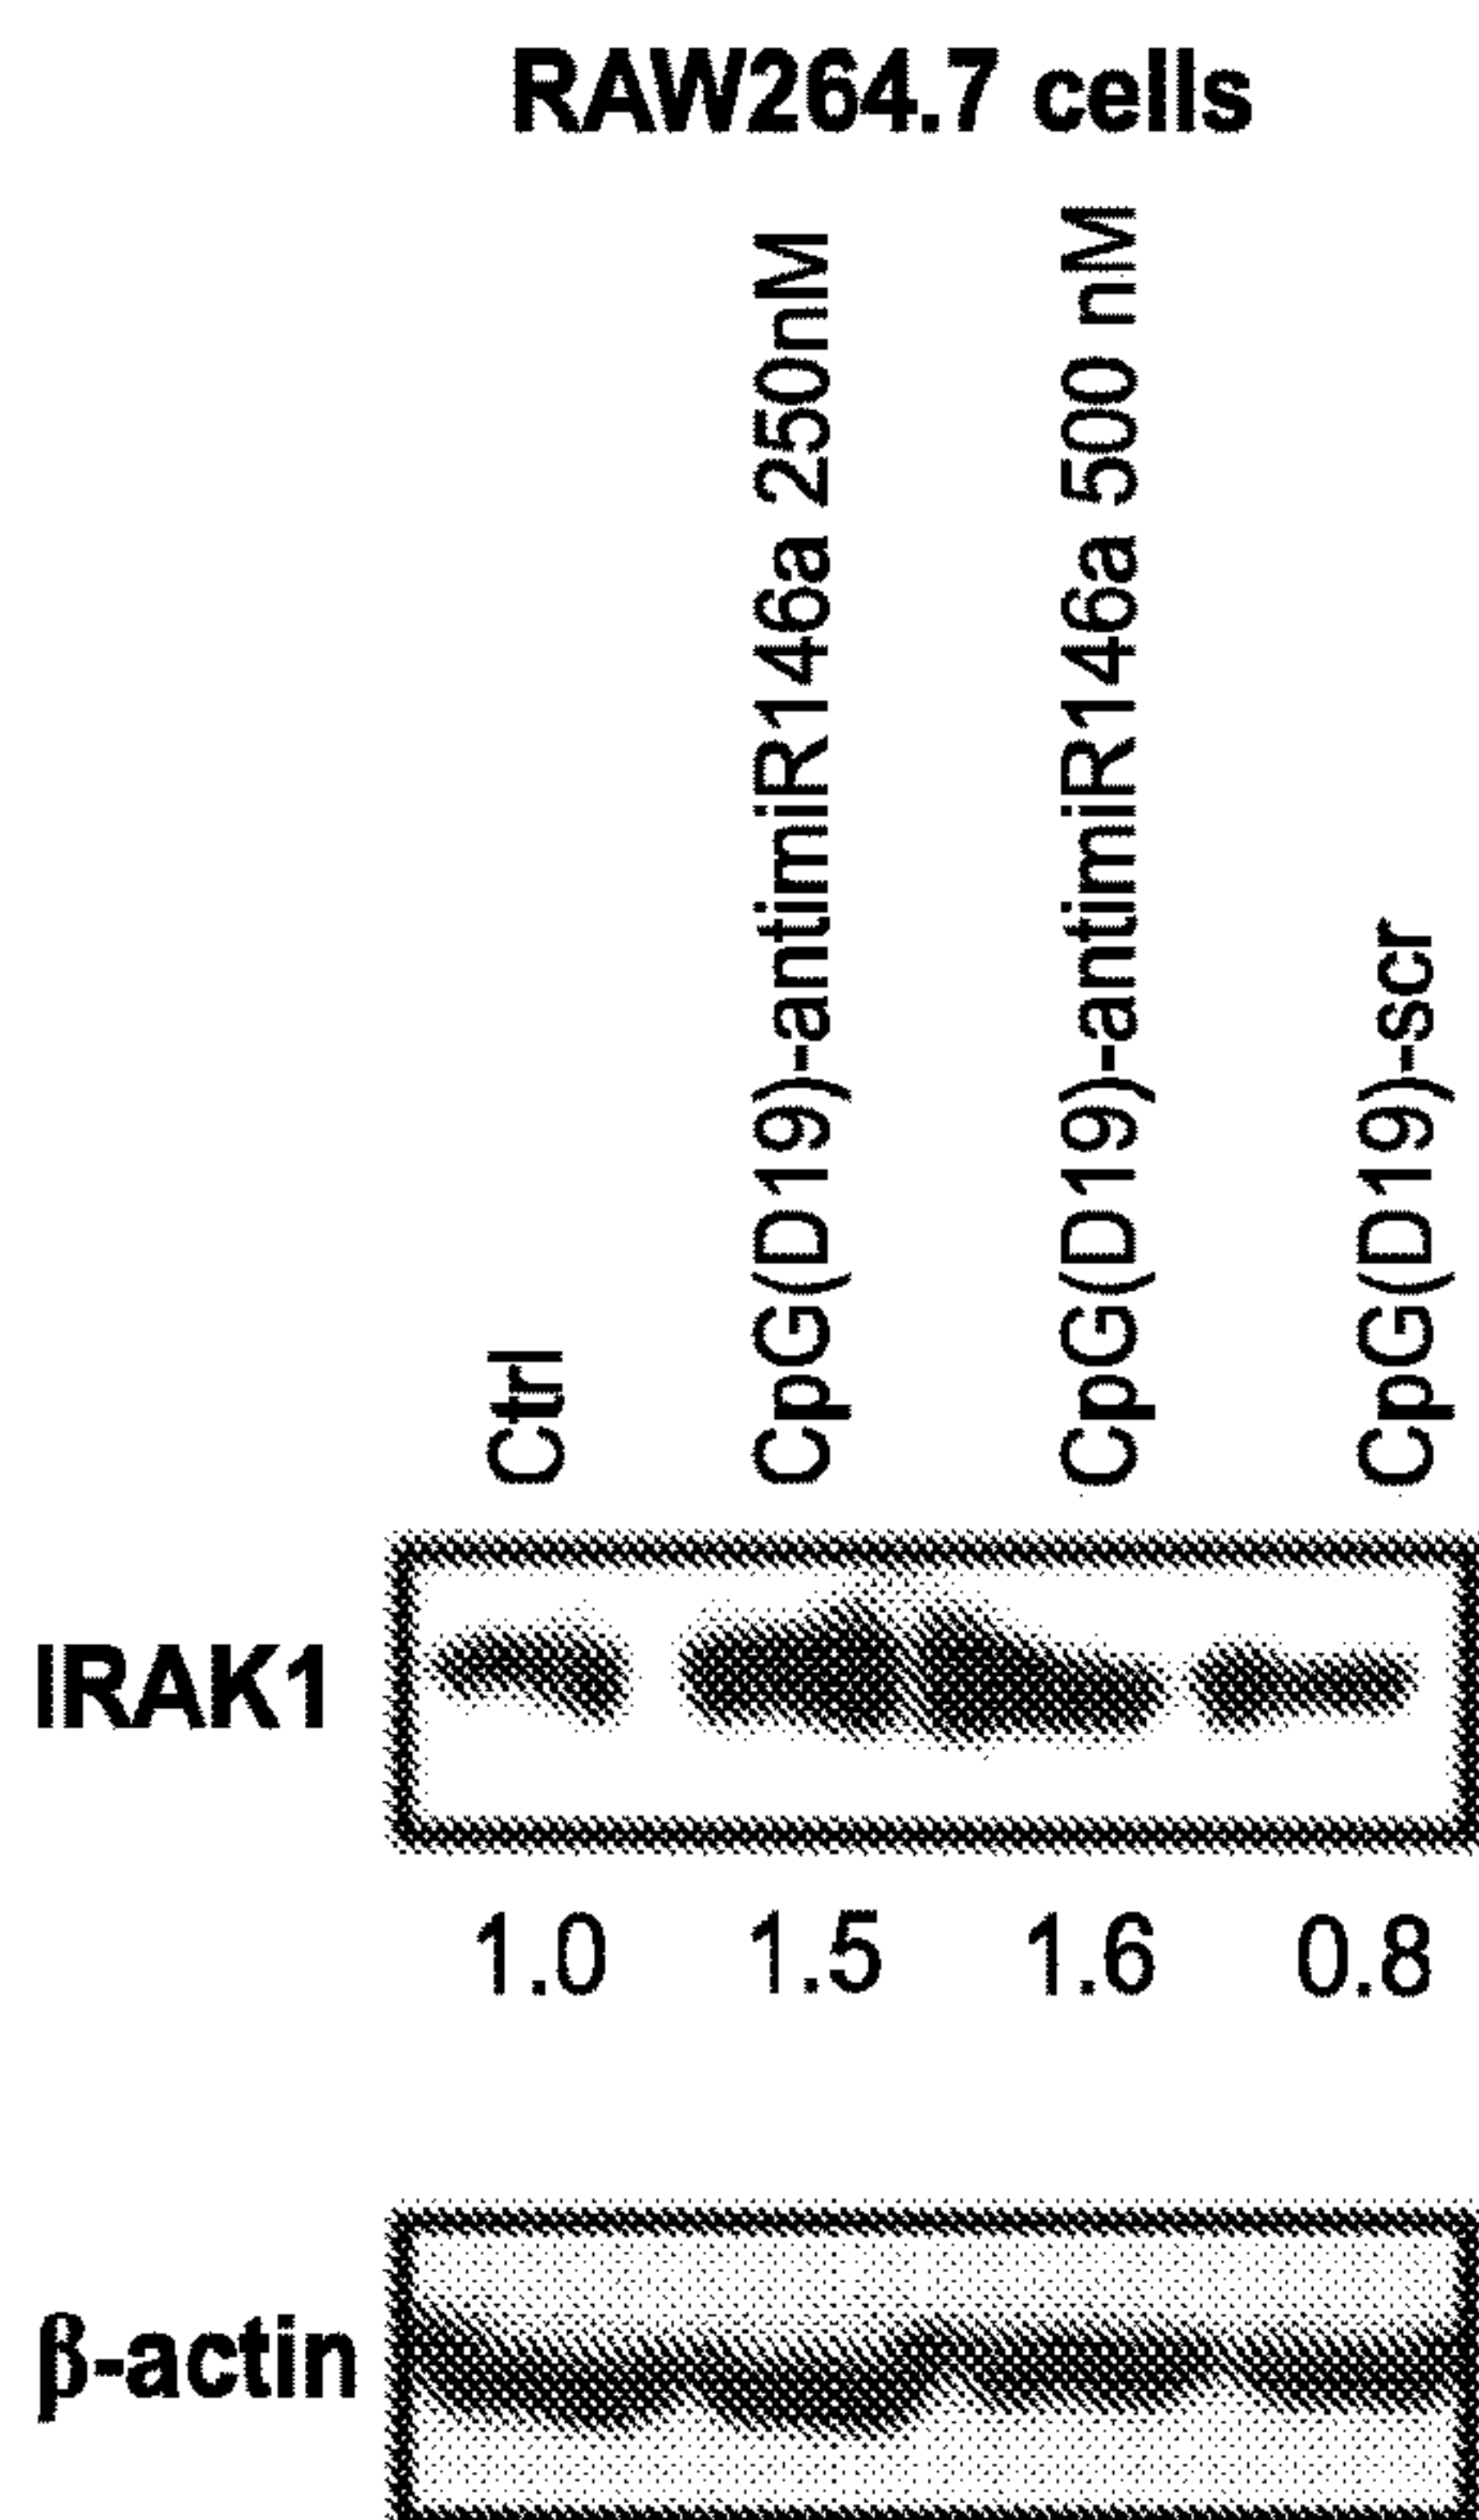 RAW264.7 cells
Ctrl
CpG(D19)-antimiR146a 250nM
CpG(D19)-antimiR146a 500 nM
CpG(D19)-scr
IRAK1
1.0 1.5 1.6 0.8
β-actin